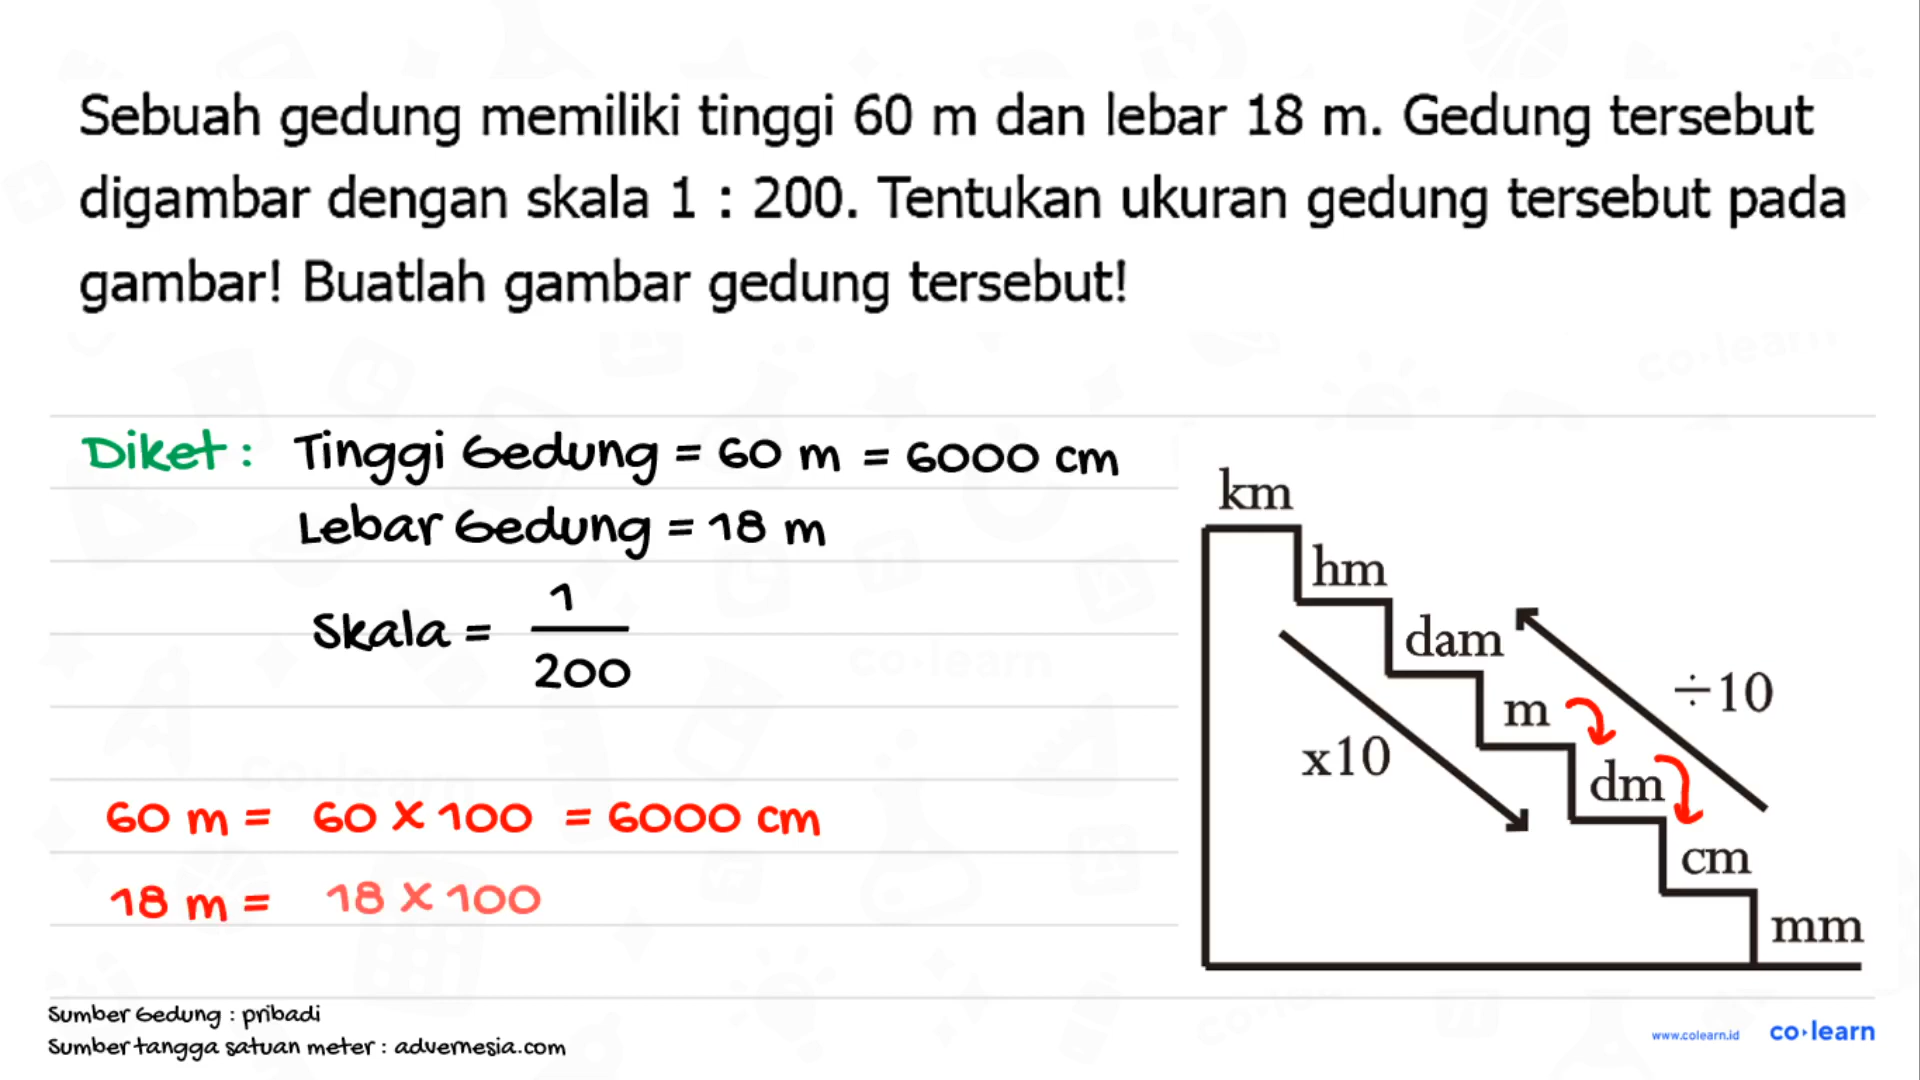 Sebuah gedung memiliki tinggi 60 m dan lebar 18 m. Gedung tersebut
digambar dengan skala 1 : 200. Tentukan ukuran gedung tersebut pada
gambar! Buatlah gambar gedung tersebut!
Diket : Tinggi Gedung = 60 m = 6000 cm
Lebar Gedung = 18 m
Skala = 1
200
60 m = 60 x 100 = 6000 cm
18 m = 18 x 100
km
hm
dam
m
dm
cm
mm
x10
÷10
Sumber Gedung : pribadi
Sumber tangga satuan meter : advernesia.com
www.colearn.id
co·learn